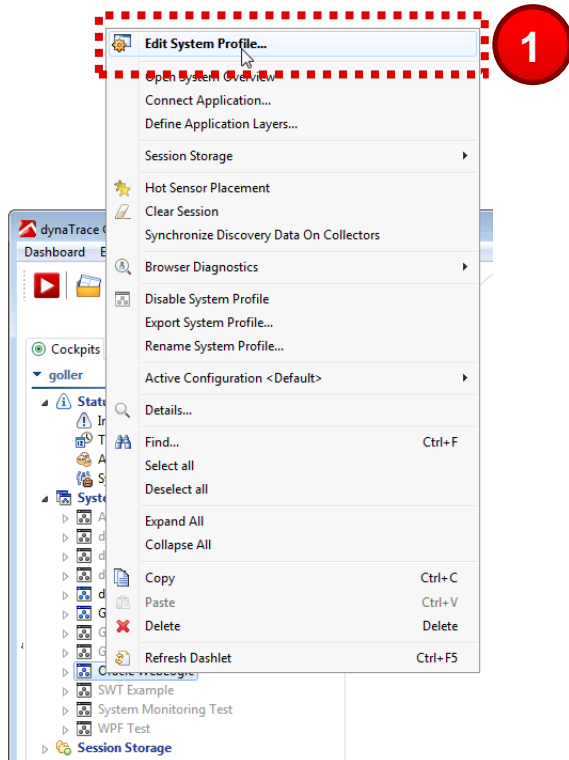 Edit System Profile...
1
Open System Overview
Connect Application...
Define Application Layers...
Session Storage
Hot Sensor Placement
Clear Session
Synchronize Discovery Data On Collectors
Browser Diagnostics
Disable System Profile
Export System Profile...
Rename System Profile...
Active Configuration <Default>
Details...
Find... Ctrl+F
Select all
Deselect all
Expand All
Collapse All
Copy Ctrl+C
Paste Ctrl+V
Delete Delete
Refresh Dashlet Ctrl+F5
dynaTrace
Dashboard
Cockpits
goller
Oracle WebLogic
SWT Example
System Monitoring Test
WPF Test
Session Storage